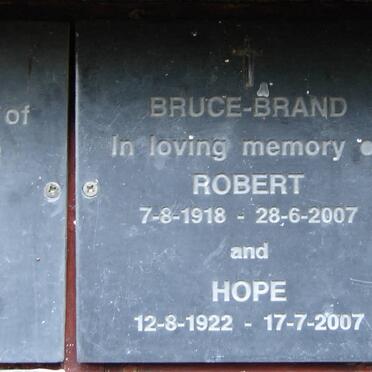 of
BRUCE-BRAND
In loving memory
ROBERT
7-8-1918 - 28-6-2007
and
HOPE
12-8-1922 - 17-7-2007